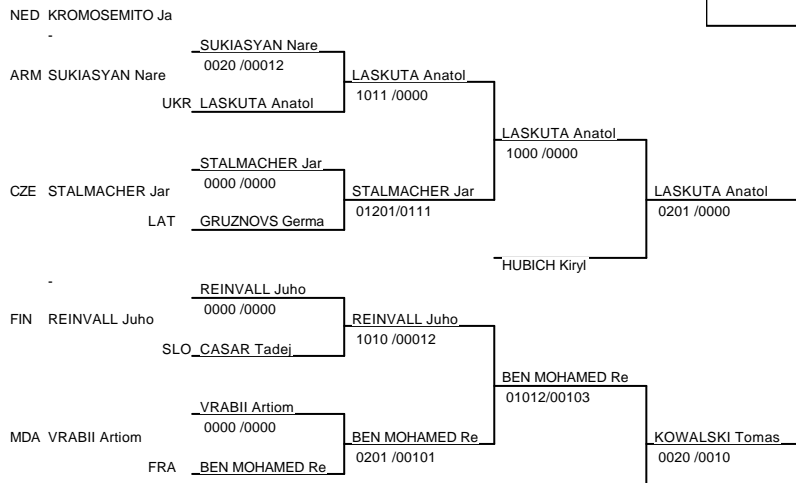 NED KROMOSEMITO Ja
-
SUKIASYAN Nare
0020 /00012
ARM SUKIASYAN Nare
LASKUTA Anatol
1011 /0000
UKR LASKUTA Anatol
LASKUTA Anatol
1000 /0000
STALMACHER Jar
0000 /0000
CZE STALMACHER Jar
STALMACHER Jar
01201/0111
LASKUTA Anatol
0201 /0000
LAT GRUZNOVS Germa
HUBICH Kiryl
-
REINVALL Juho
0000 /0000
FIN REINVALL Juho
REINVALL Juho
1010 /00012
SLO CASAR Tadej
BEN MOHAMED Re
01012/00103
VRABII Artiom
0000 /0000
MDA VRABII Artiom
BEN MOHAMED Re
0201 /00101
KOWALSKI Tomas
0020 /0010
FRA BEN MOHAMED Re